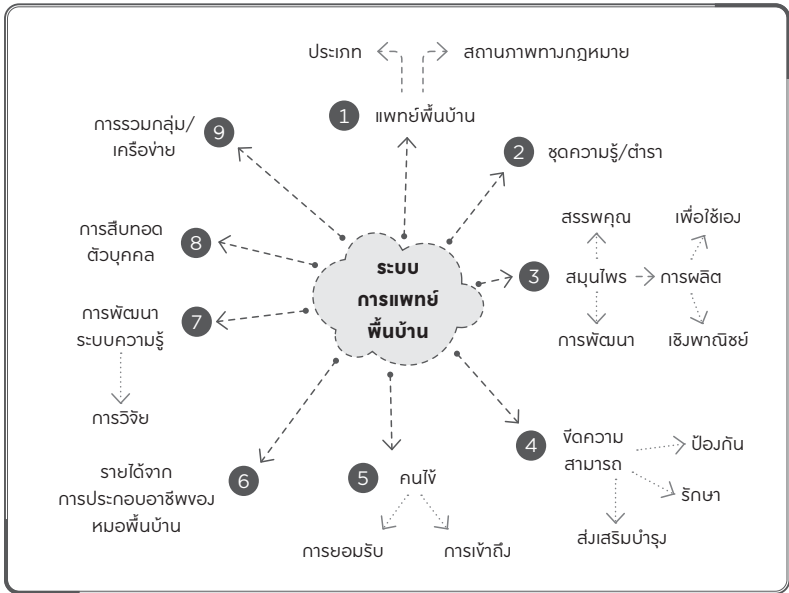 ประเภท
สถานภาพทางกฎหมาย
1 แพทย์พื้นบ้าน
2 ชุดความรู้/ตำรา
สรรพคุณ
เพื่อใช้เอง
3 สมุนไพร
การผลิต
การพัฒนา
เชิงพาณิชย์
4 ขีดความ
สามารถ
ป้องกัน
รักษา
ส่งเสริมบำรุง
5 คนไข้
การยอมรับ
การเข้าถึง
6 รายได้จาก
การประกอบอาชีพของ
หมอพื้นบ้าน
7 การพัฒนา
ระบบความรู้
การวิจัย
8 การสืบทอด
ตัวบุคคล
9 การรวมกลุ่ม/
เครือข่าย
ระบบ
การแพทย์
พื้นบ้าน